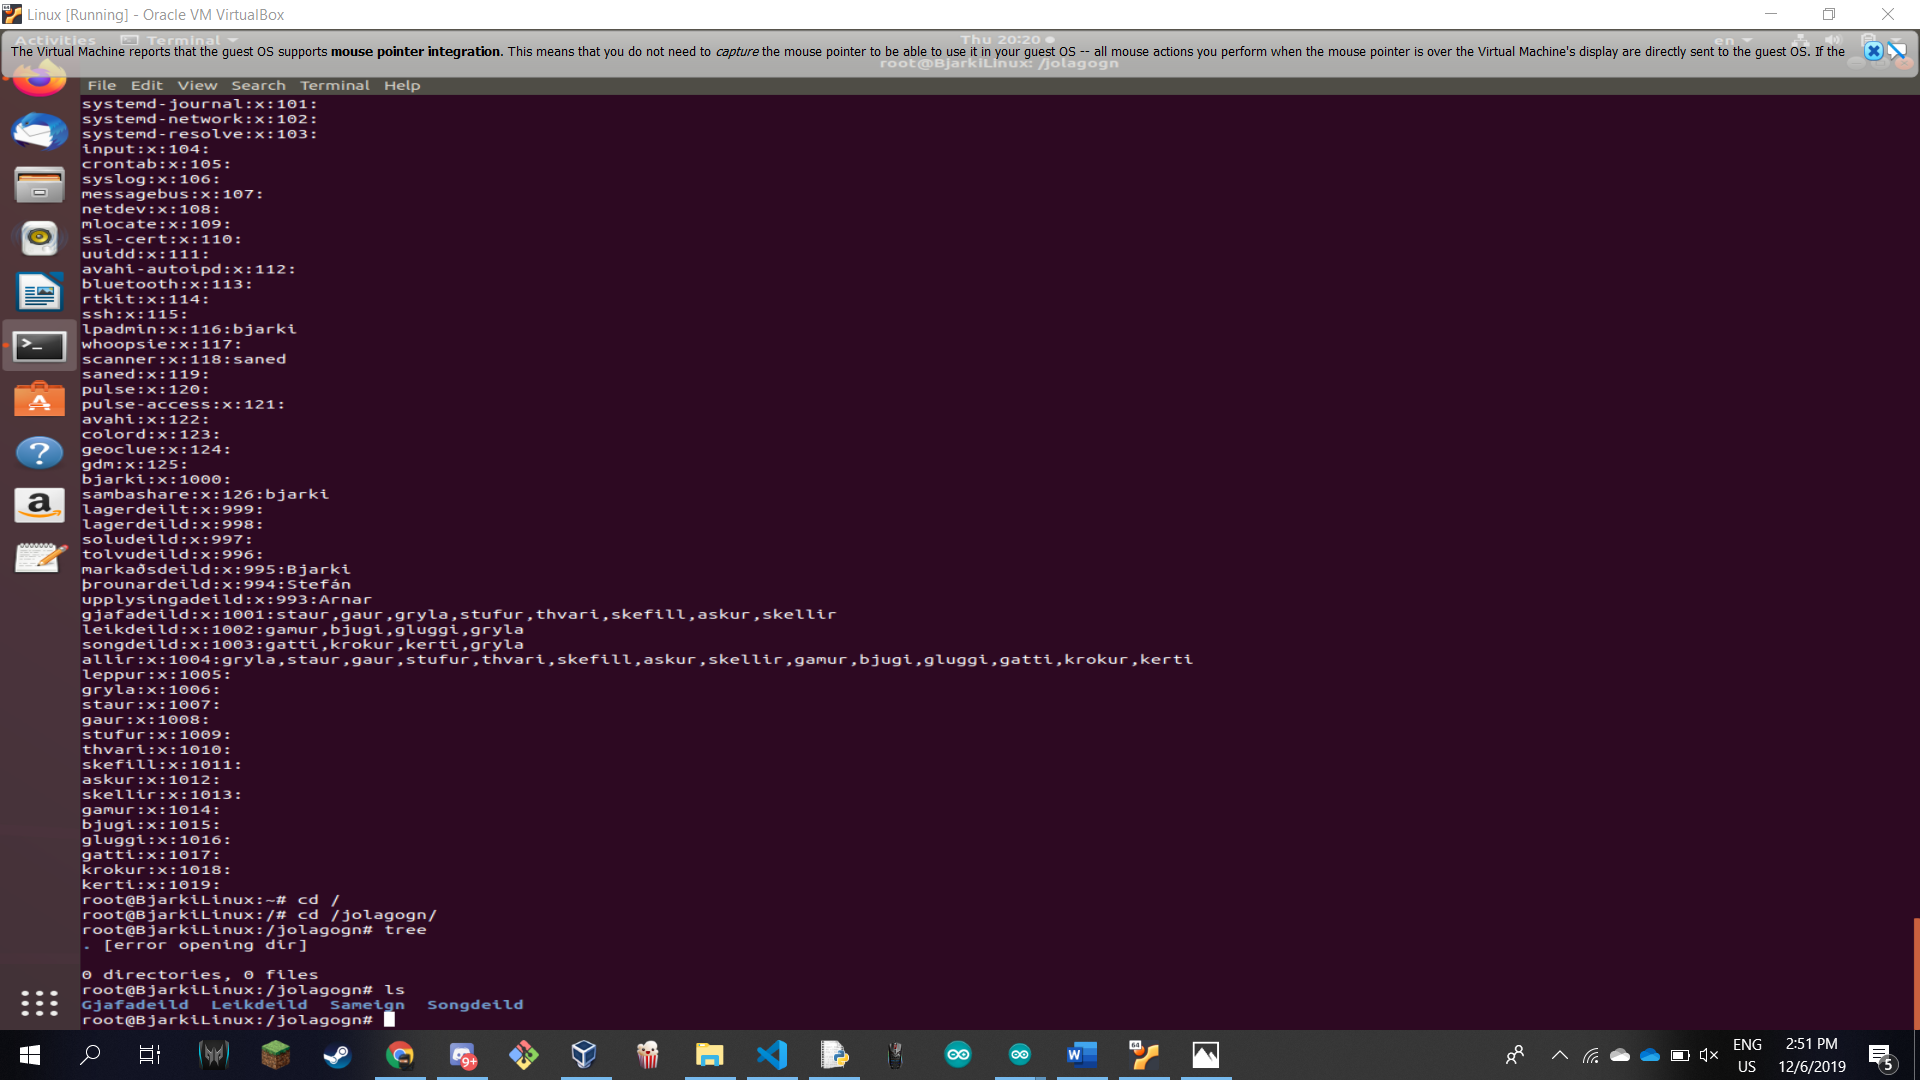 Linux [Running] - Oracle VM VirtualBox
Activities Terminal Thu 20:20 en
The Virtual Machine reports that the guest OS supports mouse pointer integration. This means that you do not need to capture the mouse pointer to be able to use it in your guest OS -- all mouse actions you perform when the mouse pointer is over the Virtual Machine's display are directly sent to the guest OS. If the
root@BjarkiLinux: /jolagogn
File Edit View Search Terminal Help
systemd-journal:x:101:
systemd-network:x:102:
systemd-resolve:x:103:
input:x:104:
crontab:x:105:
syslog:x:106:
messagebus:x:107:
netdev:x:108:
mlocate:x:109:
ssl-cert:x:110:
uuidd:x:111:
avahi-autoipd:x:112:
bluetooth:x:113:
rtkit:x:114:
ssh:x:115:
lpadmin:x:116:bjarki
whoopsie:x:117:
scanner:x:118:saned
saned:x:119:
pulse:x:120:
pulse-access:x:121:
avahi:x:122:
colord:x:123:
geoclue:x:124:
gdm:x:125:
bjarki:x:1000:
sambashare:x:126:bjarki
lagerdeilt:x:999:
lagerdeild:x:998:
soludeild:x:997:
tolvudeild:x:996:
markaðsdeild:x:995:Bjarki
þrounardeild:x:994:Stefán
upplysingadeild:x:993:Arnar
gjafadeild:x:1001:staur,gaur,gryla,stufur,thvari,skefill,askur,skellir
leikdeild:x:1002:gamur,bjugi,gluggi,gryla
songdeild:x:1003:gatti,krokur,kerti,gryla
allir:x:1004:gryla,staur,gaur,stufur,thvari,skefill,askur,skellir,gamur,bjugi,gluggi,gatti,krokur,kerti
leppur:x:1005:
gryla:x:1006:
staur:x:1007:
gaur:x:1008:
stufur:x:1009:
thvari:x:1010:
skefill:x:1011:
askur:x:1012:
skellir:x:1013:
gamur:x:1014:
bjugi:x:1015:
gluggi:x:1016:
gatti:x:1017:
krokur:x:1018:
kerti:x:1019:
root@BjarkiLinux:~# cd /
root@BjarkiLinux:/# cd /jolagogn/
root@BjarkiLinux:/jolagogn# tree
. [error opening dir]
0 directories, 0 files
root@BjarkiLinux:/jolagogn# ls
Gjafadeild Leikdeild Sameign Songdeild
root@BjarkiLinux:/jolagogn#
9+
64
ENG
US
2:51 PM
12/6/2019
5